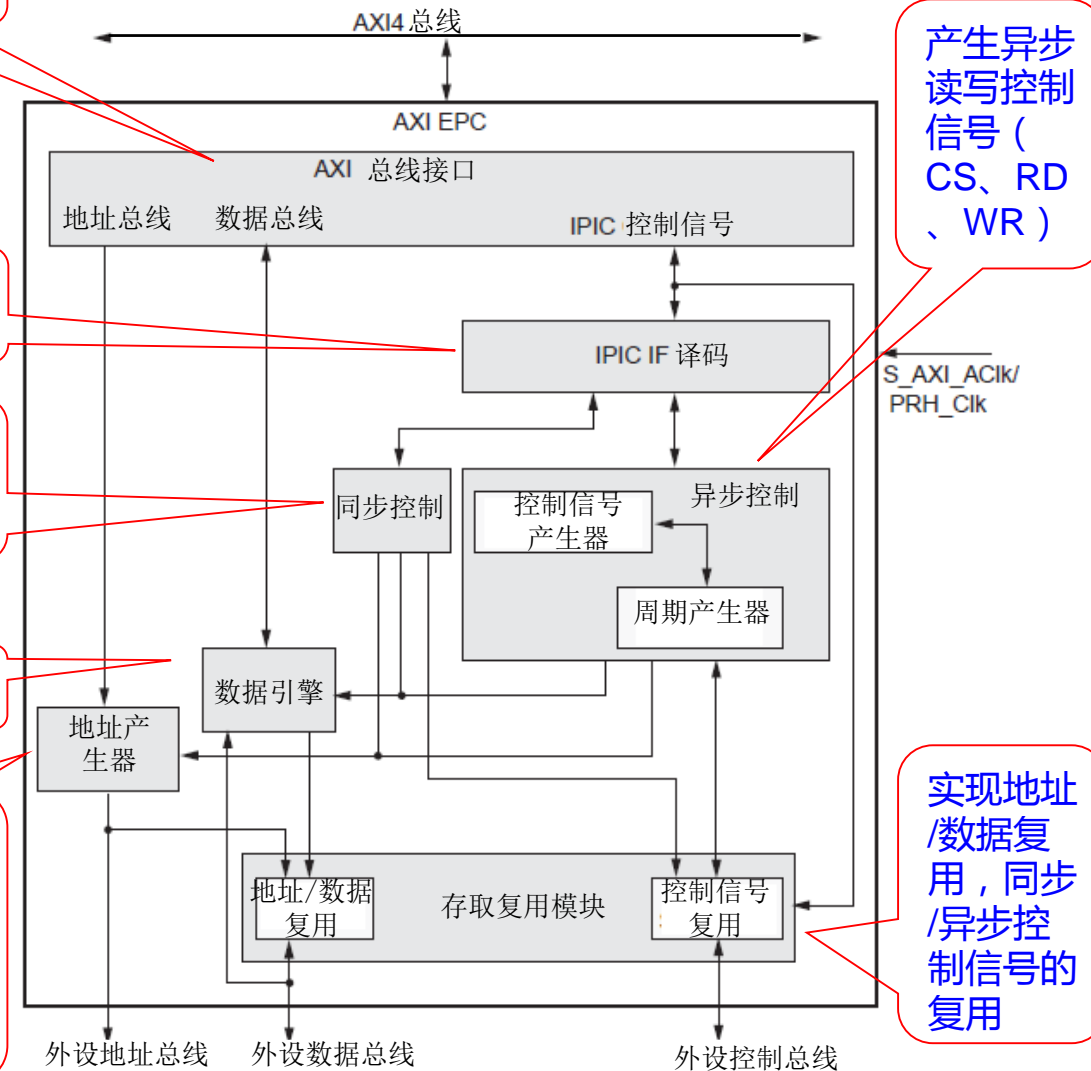 AXI4 总线
产生异步
读写控制
信号（
CS、RD
、WR）
AXI EPC
AXI 总线接口
地址总线
数据总线
IPIC 控制信号
IPIC IF 译码
S_AXI_AClk/
PRH_Clk
同步控制
异步控制
控制信号
产生器
周期产生器
数据引擎
地址产
生器
地址/数据
复用
存取复用模块
控制信号
复用
实现地址
/数据复
用，同步
/异步控
制信号的
复用
外设地址总线
外设数据总线
外设控制总线